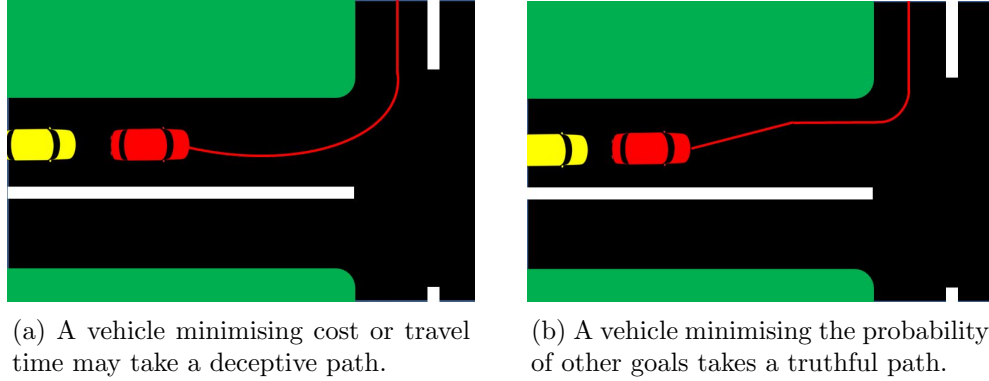 (a) A vehicle minimising cost or travel
time may take a deceptive path.
(b) A vehicle minimising the probability
of other goals takes a truthful path.